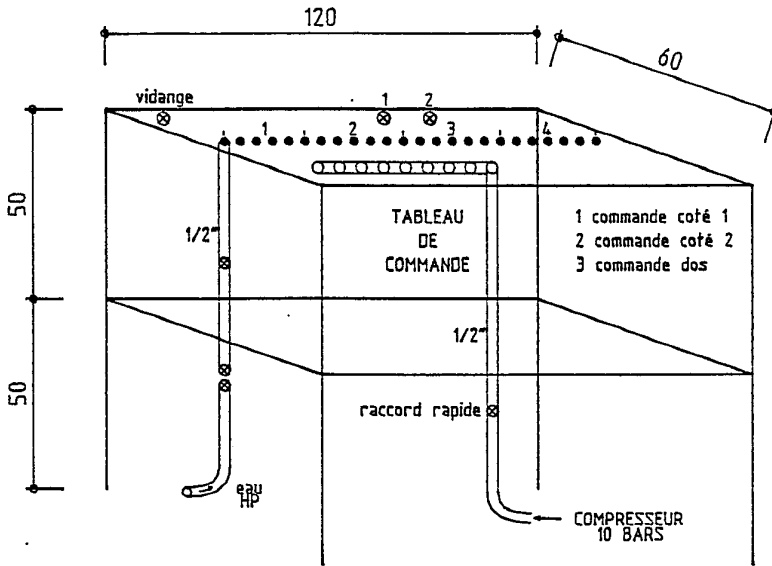 120
60
vidange
1 2
1 2 3 4
50
1/2"
TABLEAU
DE
COMMANDE
1 commande coté 1
2 commande coté 2
3 commande dos
1/2"
50
raccord rapide
eau
HP
COMPRESSEUR
10 BARS